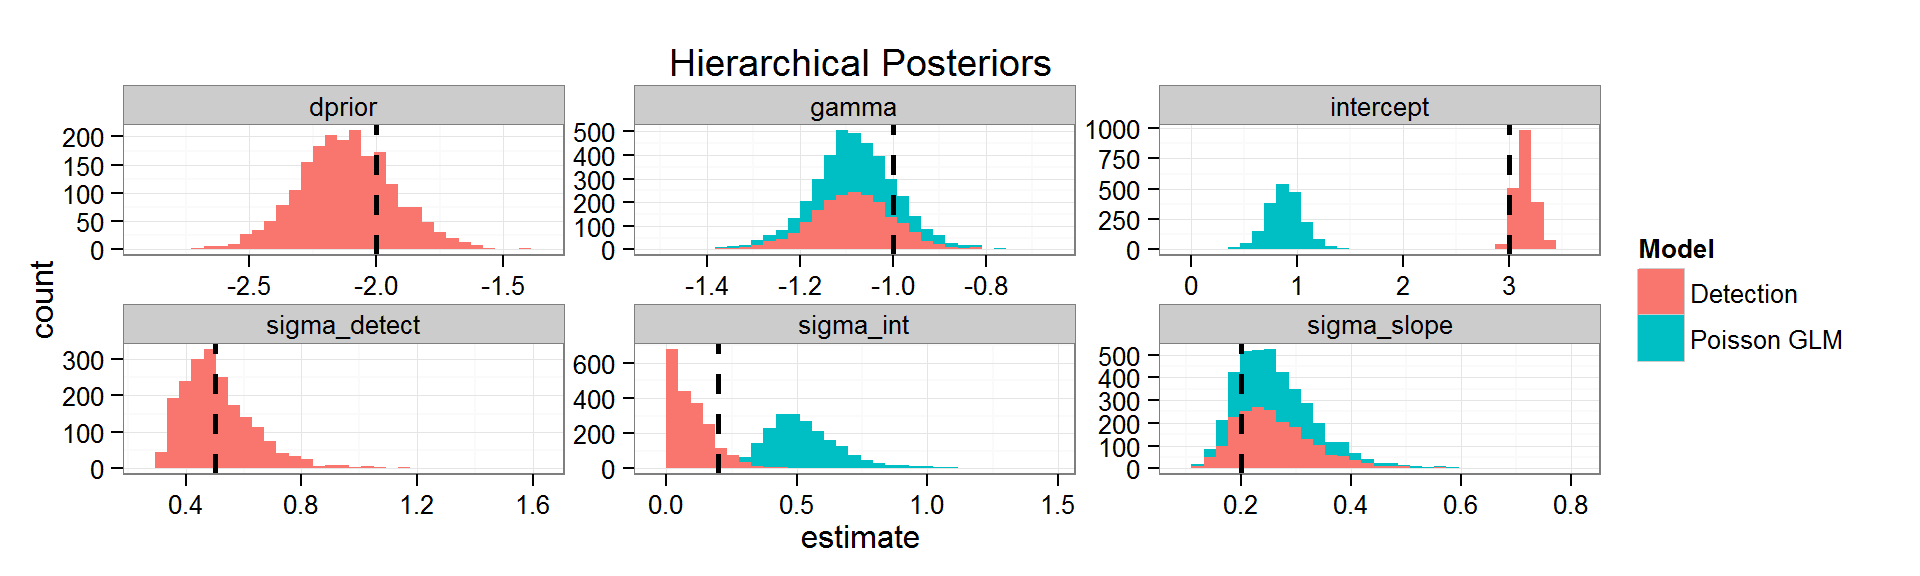 Hierarchical Posteriors
dprior
gamma
intercept
200
150
100
50
0
-2.5 -2.0 -1.5
500
400
300
200
100
0
-1.4 -1.2 -1.0 -0.8
1000
750
500
250
0
0 1 2 3
count
sigma_detect
sigma_int
sigma_slope
300
200
100
0
0.4 0.8 1.2 1.6
600
400
200
0
0.0 0.5 1.0 1.5
500
400
300
200
100
0
0.2 0.4 0.6 0.8
estimate
Model
Detection
Poisson GLM